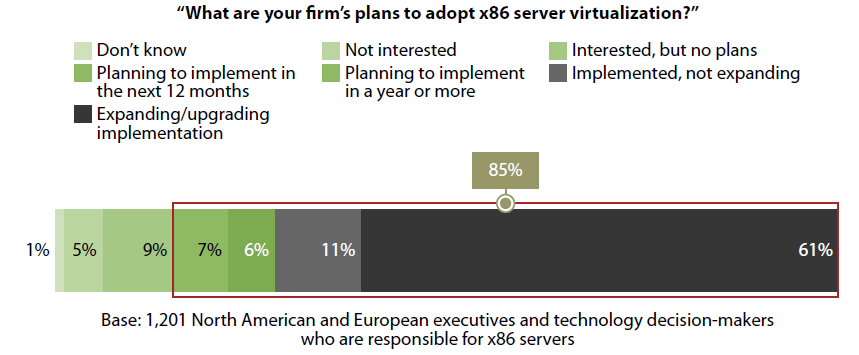 “What are your firm’s plans to adopt x86 server virtualization?”
Don’t know
Not interested
Interested, but no plans
Planning to implement in
the next 12 months
Planning to implement
in a year or more
Implemented, not expanding
Expanding/upgrading
implementation
85%
1% 5% 9% 7% 6% 11% 61%
Base: 1,201 North American and European executives and technology decision-makers
who are responsible for x86 servers